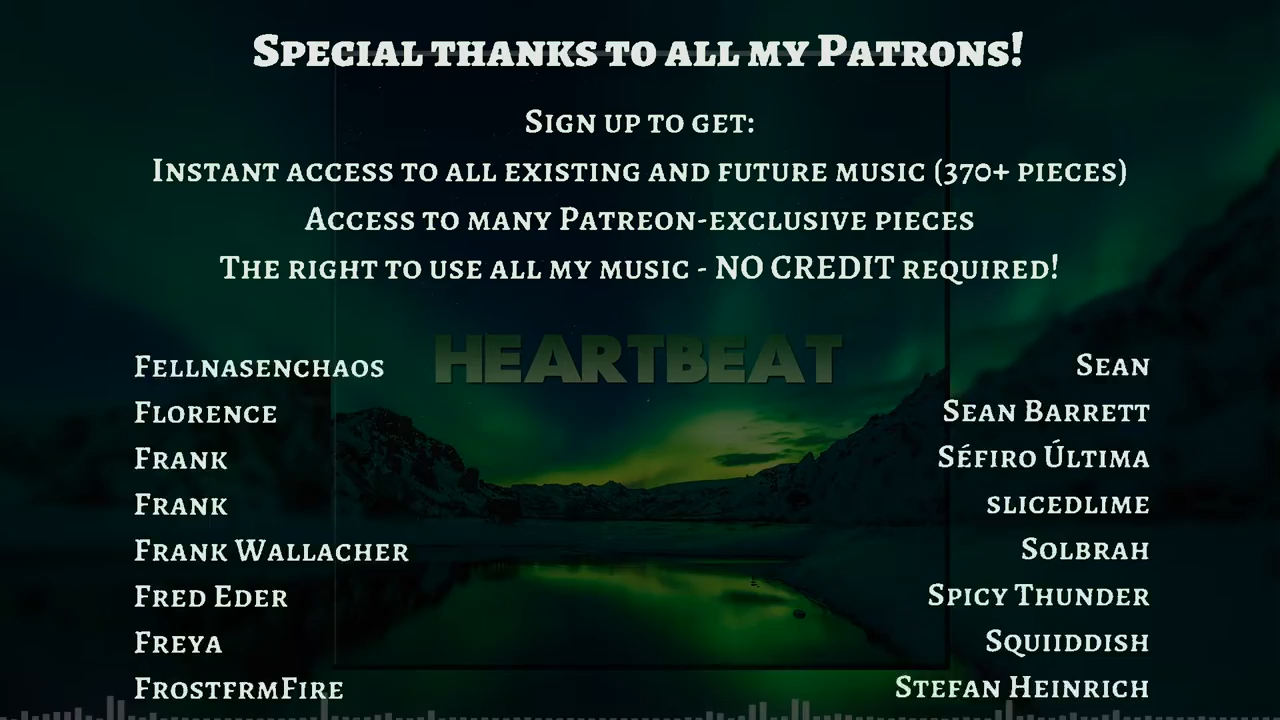 Special thanks to all my Patrons!
Sign up to get:
Instant access to all existing and future music (370+ pieces)
Access to many Patreon-exclusive pieces
The right to use all my music - NO CREDIT required!
HEARTBEAT
Fellnasenchaos
Florence
Frank
Frank
Frank Wallacher
Fred Eder
Freya
FrostfrmFire
Sean
Sean Barrett
Séfiro Última
slicedlime
Solbrah
Spicy Thunder
Squiiddish
Stefan Heinrich